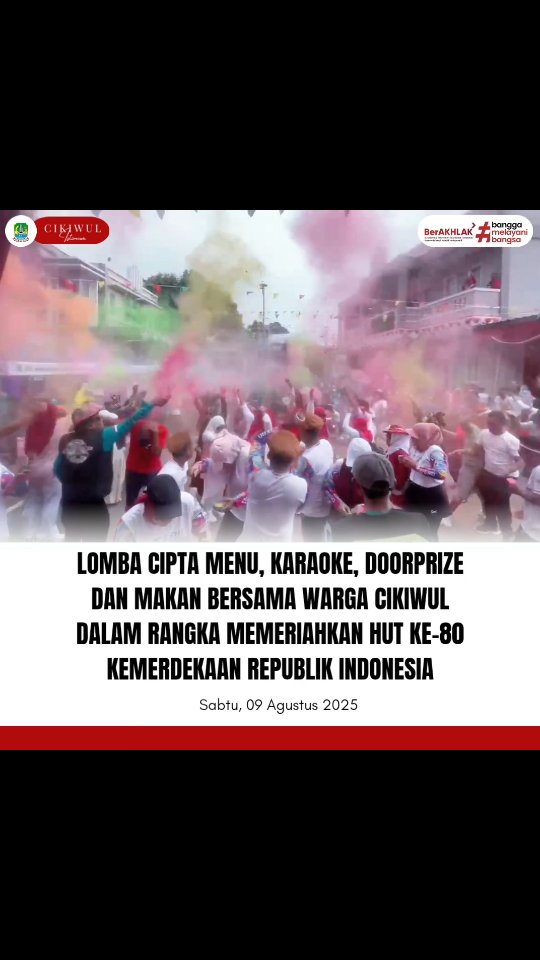 CIKIWUL
BerAKHLAK
#bangga
melayani
bangsa
LOMBA CIPTA MENU, KARAOKE, DOORPRIZE
DAN MAKAN BERSAMA WARGA CIKIWUL
DALAM RANGKA MEMERIAHKAN HUT KE-80
KEMERDEKAAN REPUBLIK INDONESIA
Sabtu, 09 Agustus 2025